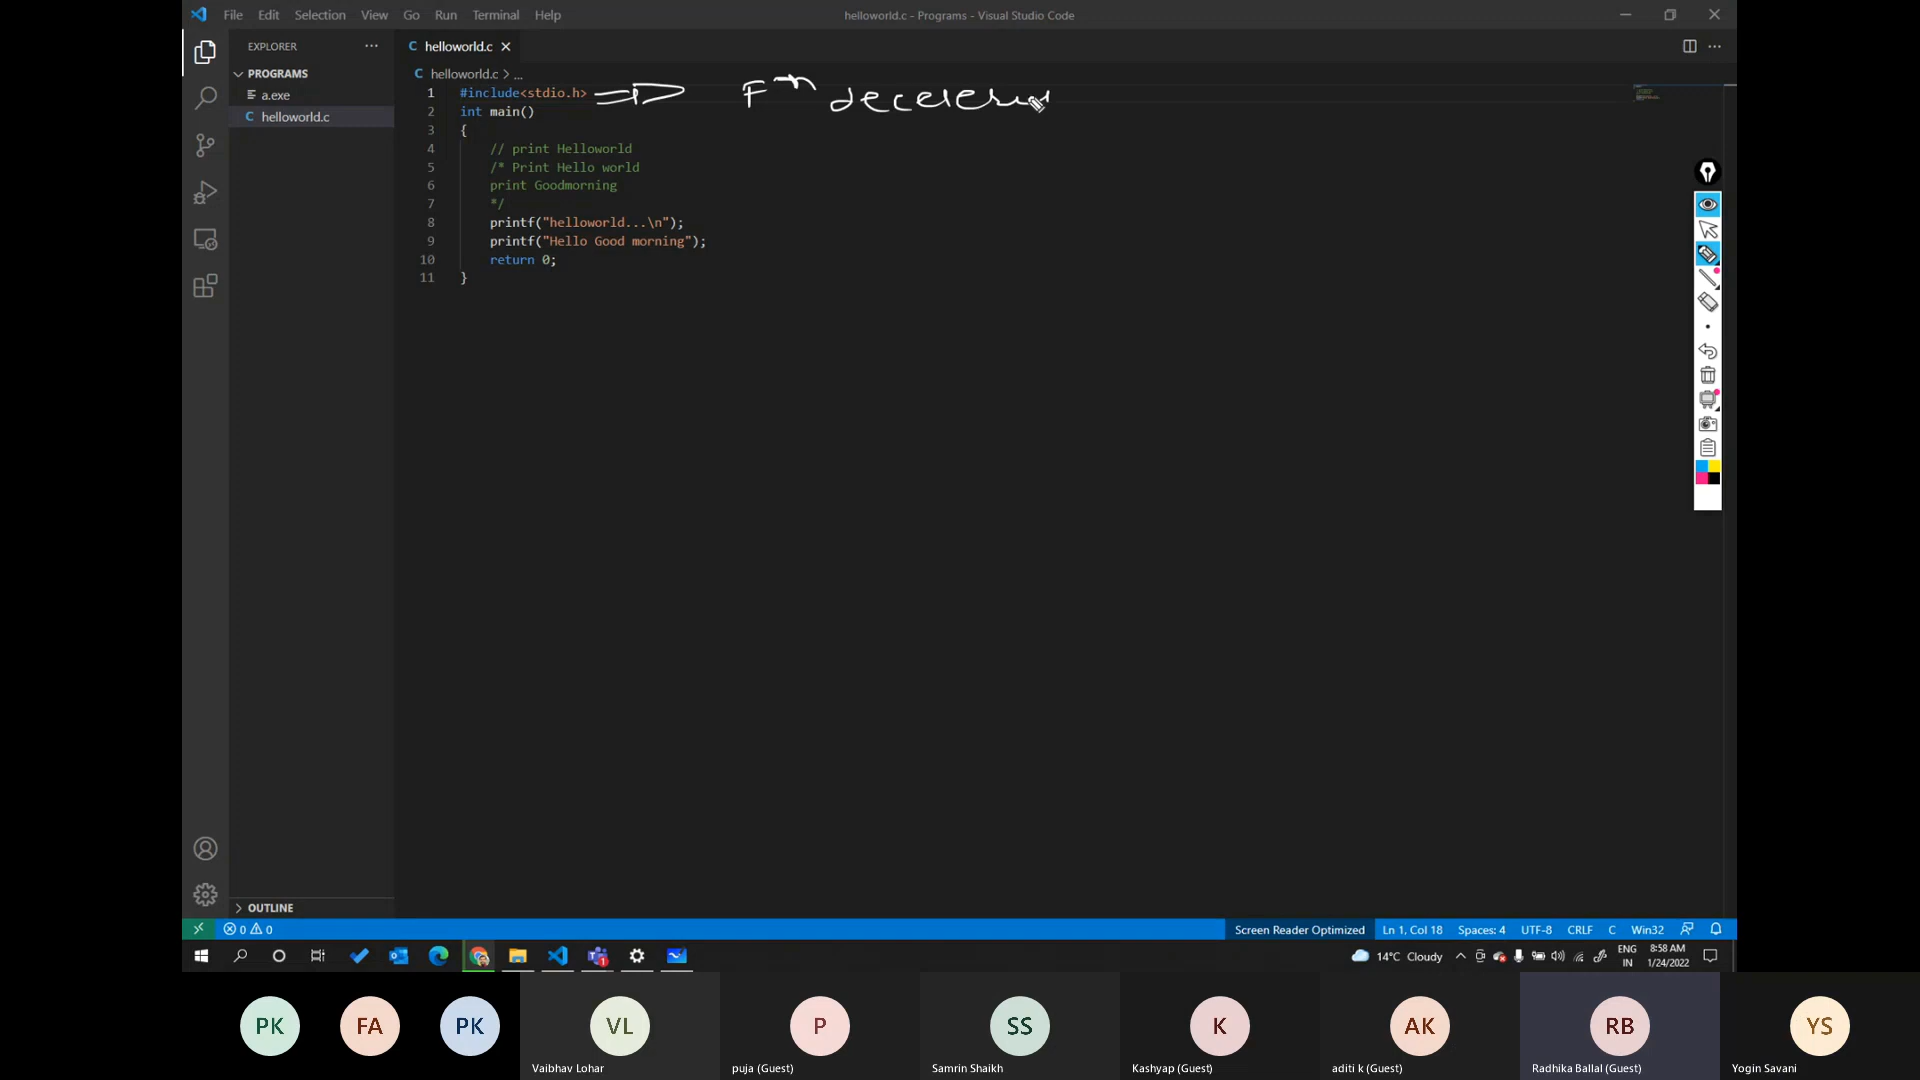 File Edit Selection View Go Run Terminal Help
helloworld.c - Programs - Visual Studio Code
EXPLORER
PROGRAMS
a.exe
C helloworld.c
C helloworld.c
C helloworld.c > ...
1 #include<stdio.h>
2 int main()
3 {
4 // print Helloworld
5 /* Print Hello world
6 print Goodmorning
7 */
8 printf("helloworld...\n");
9 printf("Hello Good morning");
10 return 0;
11 }
OUTLINE
0 0
Screen Reader Optimized Ln 1, Col 18 Spaces: 4 UTF-8 CRLF C Win32
14°C Cloudy
ENG
IN
8:58 AM
1/24/2022
PK FA PK VL P SS K AK RB YS
Vaibhav Lohar puja (Guest) Samrin Shaikh Kashyap (Guest) aditi k (Guest) Radhika Ballal (Guest) Yogin Savani